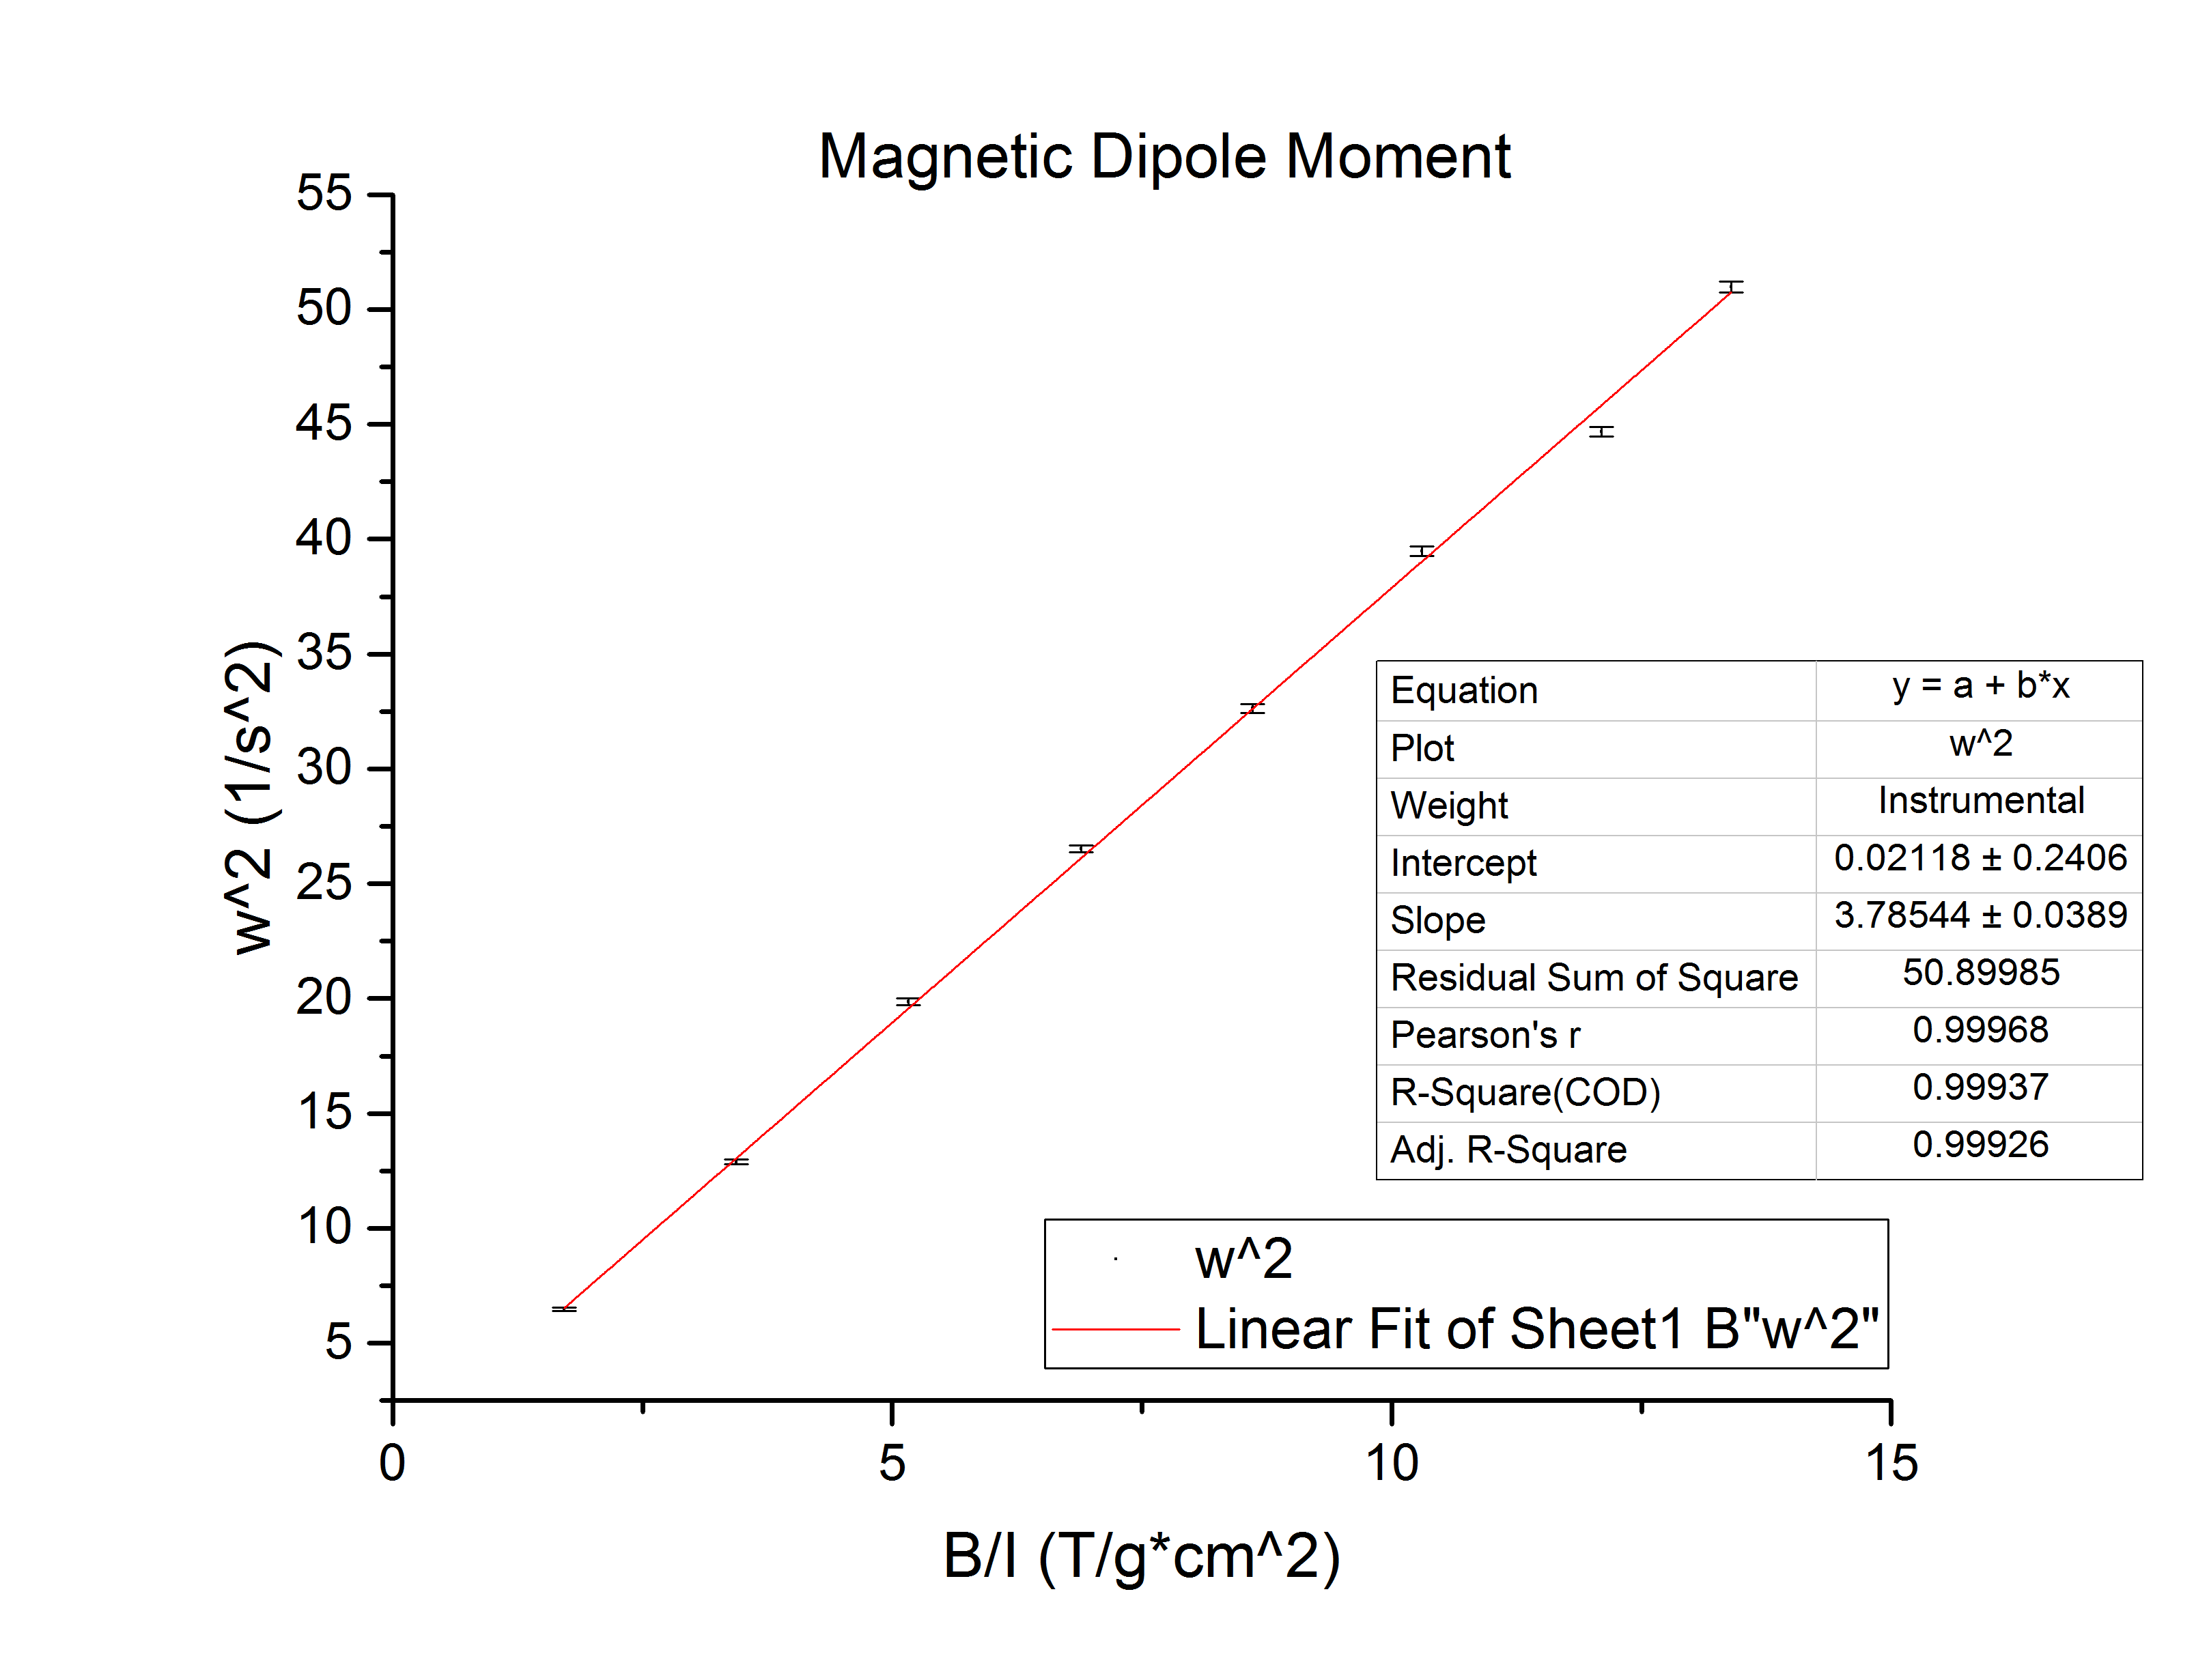 Magnetic Dipole Moment
55
50
45
40
35
30
25
20
15
10
5
w^2 (1/s^2)
0 5 10 15
B/I (T/g*cm^2)
Equation y = a + b*x
Plot w^2
Weight Instrumental
Intercept 0.02118 ± 0.2406
Slope 3.78544 ± 0.0389
Residual Sum of Square 50.89985
Pearson's r 0.99968
R-Square(COD) 0.99937
Adj. R-Square 0.99926
w^2
Linear Fit of Sheet1 B"w^2"